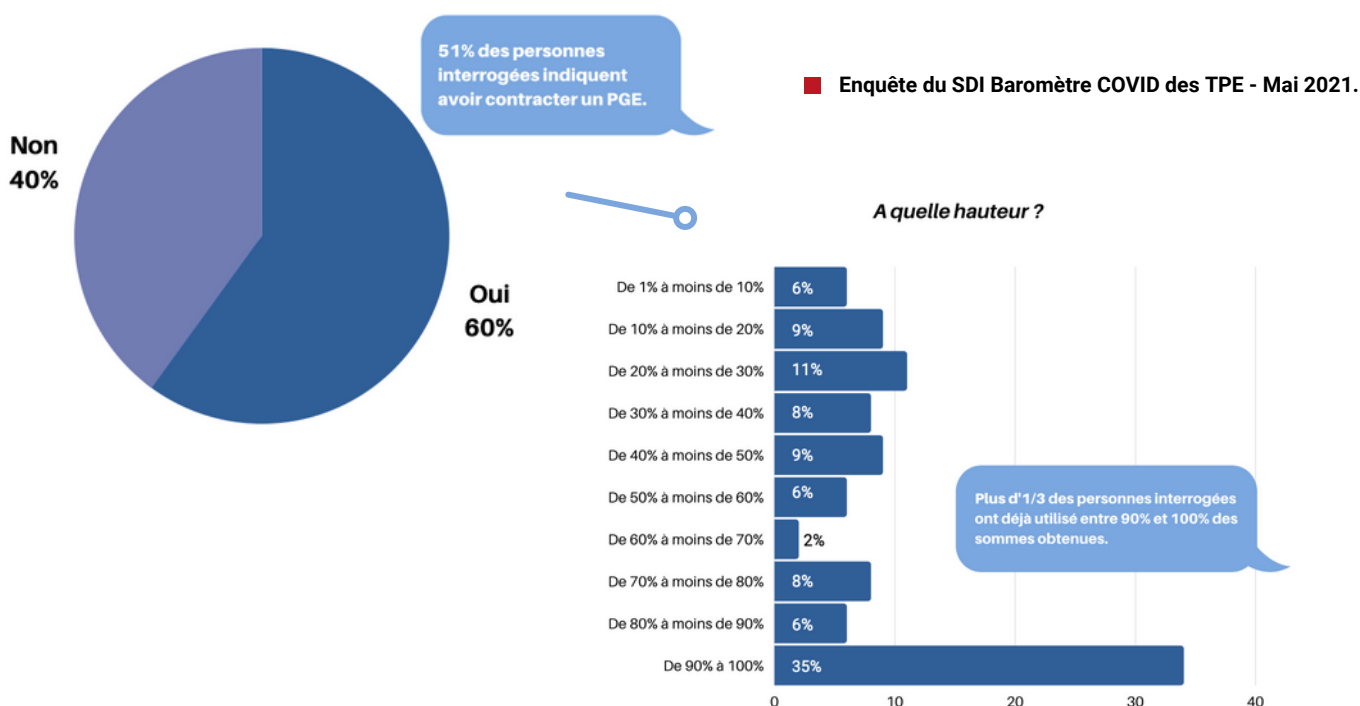 51% des personnes
interrogées indiquent
avoir contracter un PGE.
Enquête du SDI Baromètre COVID des TPE - Mai 2021.
Non
40%
Oui
60%
A quelle hauteur ?
De 1% à moins de 10% 6%
De 10% à moins de 20% 9%
De 20% à moins de 30% 11%
De 30% à moins de 40% 8%
De 40% à moins de 50% 9%
De 50% à moins de 60% 6%
De 60% à moins de 70% 2%
De 70% à moins de 80% 8%
De 80% à moins de 90% 6%
De 90% à 100% 35%
0 10 20 30 40
Plus d'1/3 des personnes interrogées
ont déjà utilisé entre 90% et 100% des
sommes obtenues.